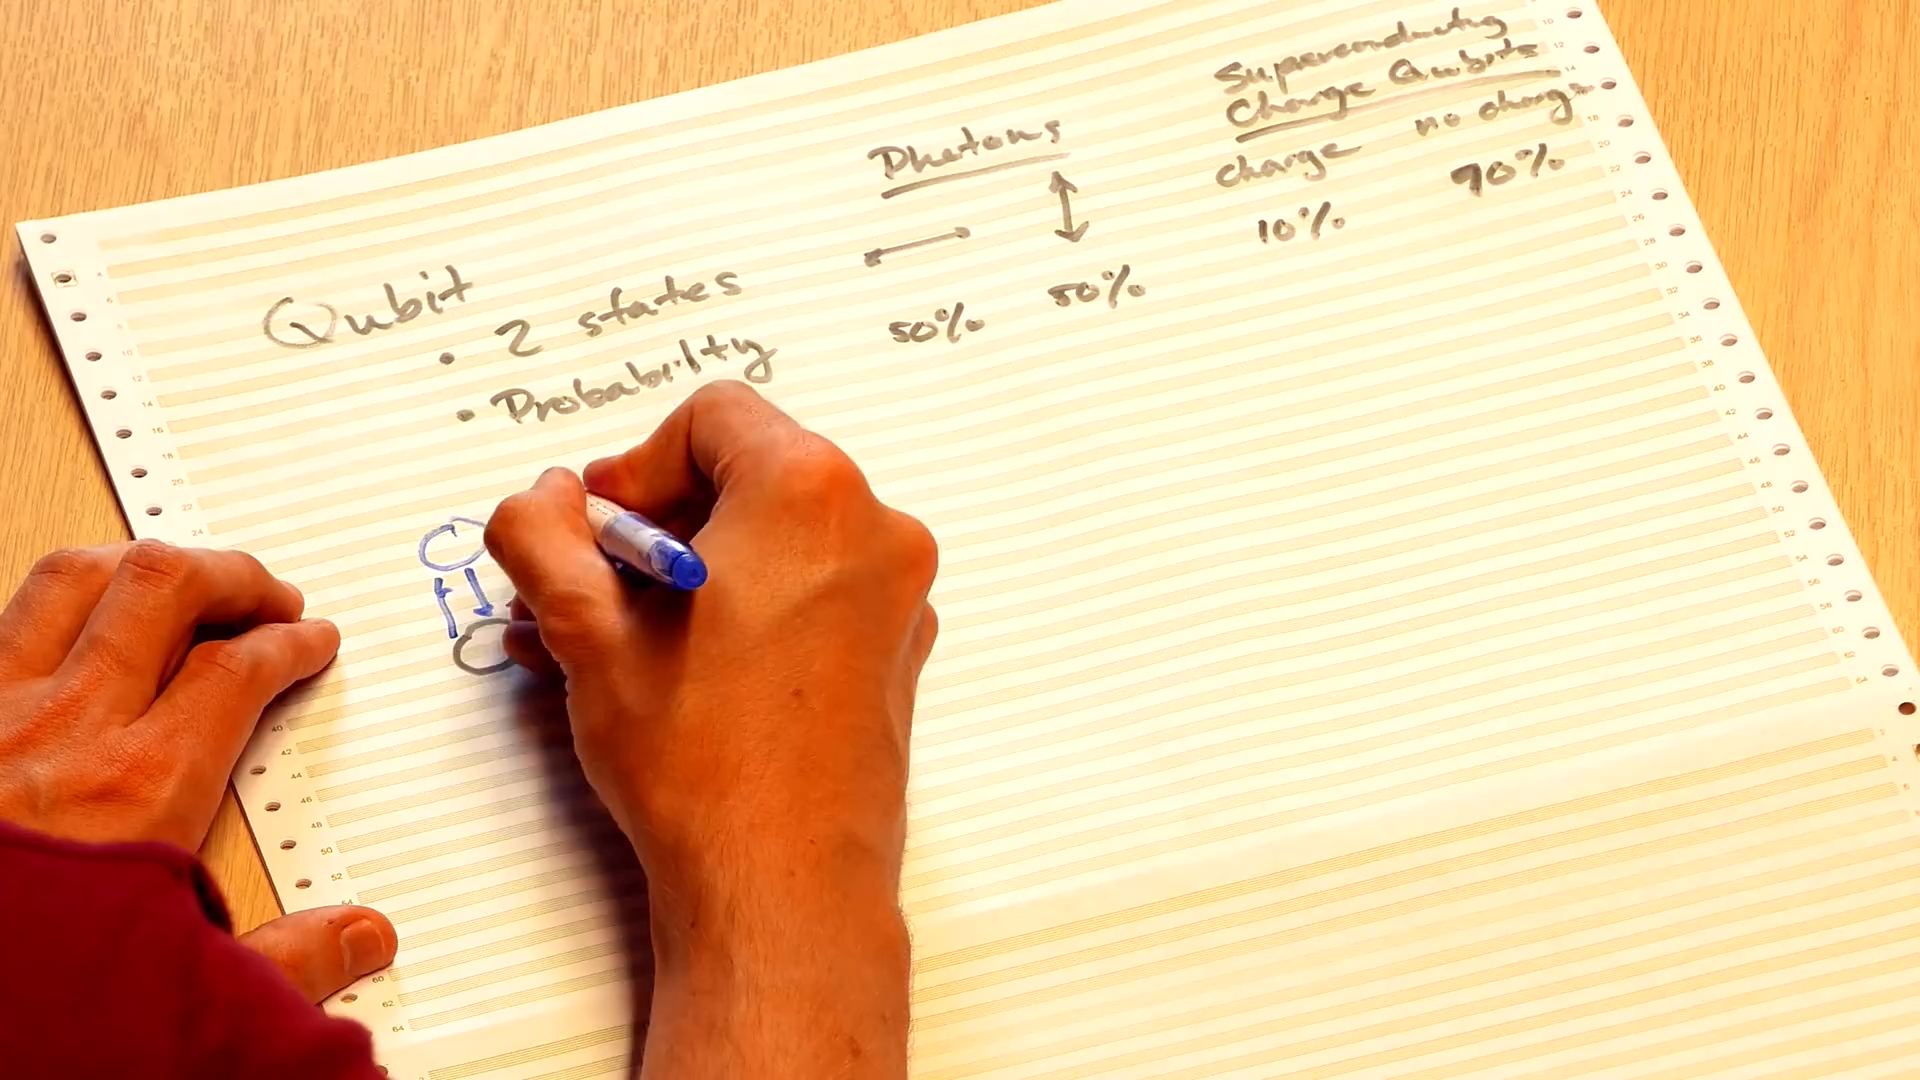 Qubit
• 2 states
• Probability
Photons
50% 50%
Superconducting
Charge Qubits
charge no charge
10% 90%